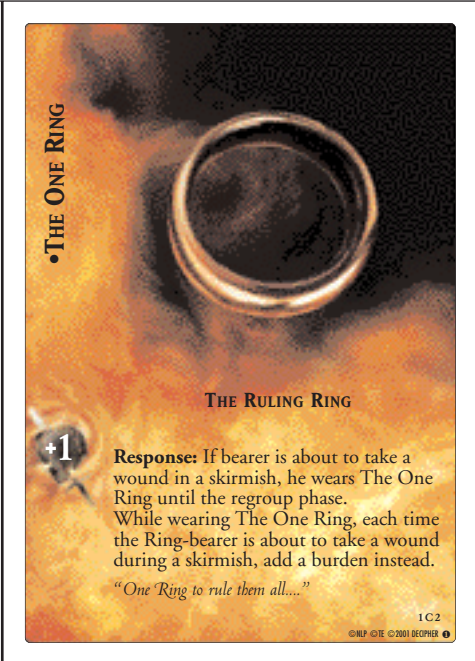 •THE ONE RING
THE RULING RING
+1
Response: If bearer is about to take a
wound in a skirmish, he wears The One
Ring until the regroup phase.
While wearing The One Ring, each time
the Ring-bearer is about to take a wound
during a skirmish, add a burden instead.
“One Ring to rule them all....”
1C2
©NLP ©TE ©2001 DECIPHER ❶